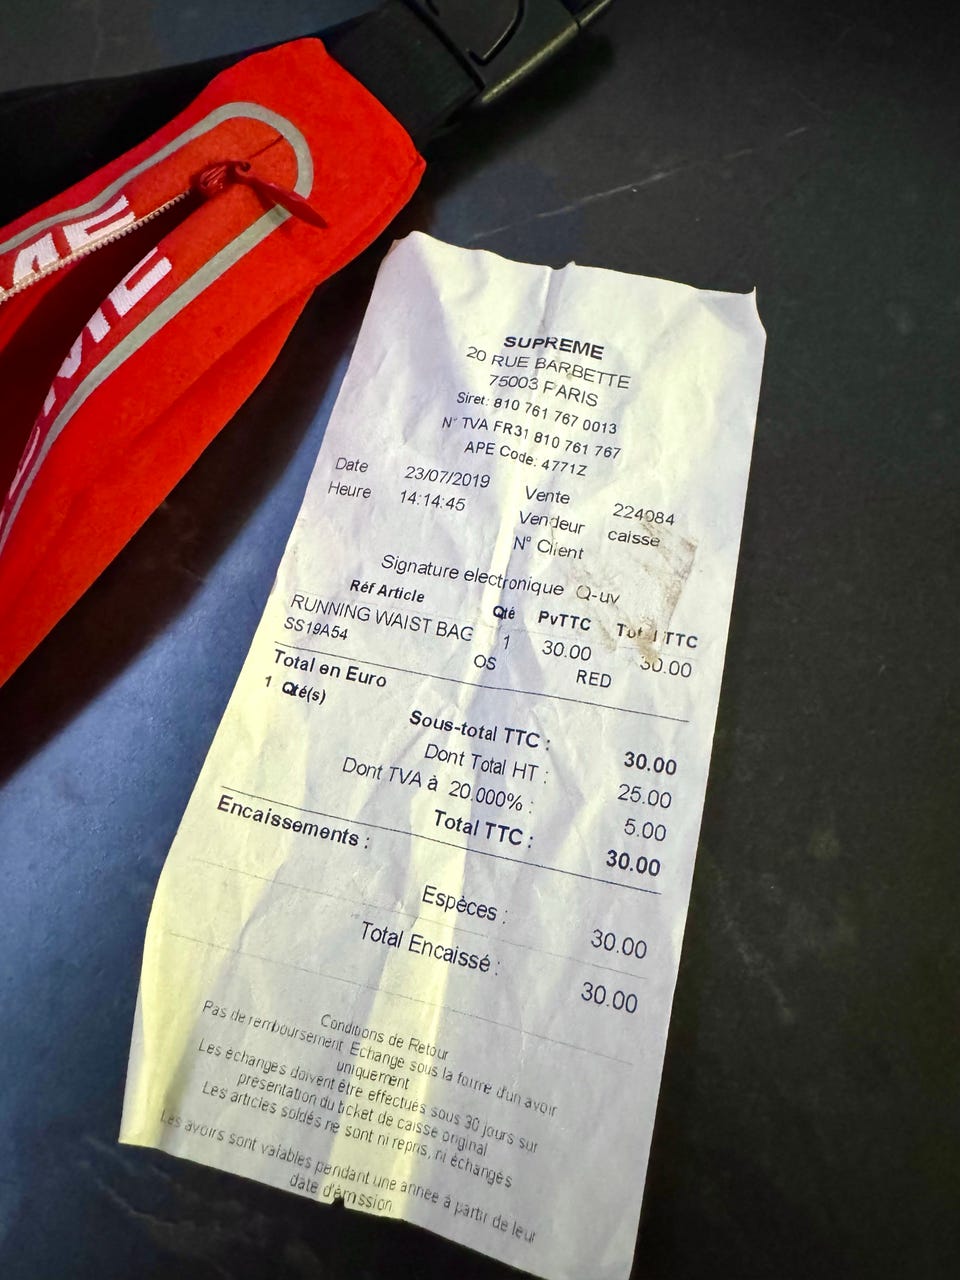 SUPREME
20 RUE BARBETTE
75003 PARIS
Siret: 810 761 767 0013
N° TVA FR31 810 761 767
APE Code: 4771Z
Date 23/07/2019 Vente 224084
Heure 14:14:45 Vendeur caisse
N° Client
Signature electronique Q-uv
Réf Article Qté PvTTC Total TTC
RUNNING WAIST BAG 1 30.00 30.00
SS19A54 OS RED
Total en Euro
1 Qté(s)
Sous-total TTC : 30.00
Dont Total HT : 25.00
Dont TVA à 20.000% : 5.00
Total TTC : 30.00
Encaissements :
Espèces : 30.00
Total Encaissé : 30.00
Conditions de Retour
Pas de remboursement Echange sous la forme d'un avoir
uniquement
Les échanges doivent être effectués sous 30 jours sur
présentation du ticket de caisse original
Les articles soldés ne sont ni repris, ni échangés
Les avoirs sont valables pendant une année à partir de leur
date d'émission